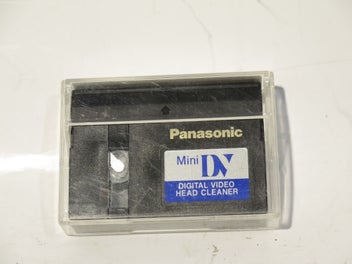 Panasonic
Mini DV
DIGITAL VIDEO
HEAD CLEANER